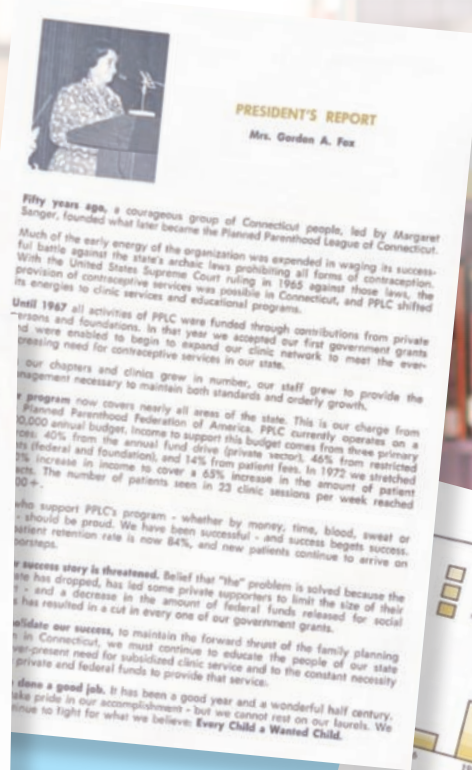 PRESIDENT'S REPORT
Mrs. Gordon A. Fox
Fifty years ago, a courageous group of Connecticut people, led by Margaret
Sanger, founded what later became the Planned Parenthood League of Connecticut.
Much of the early energy of the organization was expended in waging its success-
ful battle against the state's archaic laws prohibiting all forms of contraception.
With the United States Supreme Court ruling in 1965 against those laws, the
provision of contraceptive services was possible in Connecticut, and PPLC shifted
its energies to clinic services and educational programs.
Until 1967 all activities of PPLC were funded through contributions from private
persons and foundations. In that year we accepted our first government grants
were enabled to begin to expand our clinic network to meet the ever-
creasing need for contraceptive services in our state.
our chapters and clinics grew in number, our staff grew to provide the
nagement necessary to maintain both standards and orderly growth.
r program now covers nearly all areas of the state. This is our charge from
Planned Parenthood Federation of America. PPLC currently operates on a
0,000 annual budget. Income to support this budget comes from three primary
rces: 40% from the annual fund drive (private sector), 46% from restricted
ts (federal and foundation), and 14% from patient fees. In 1972 we stretched
2% increase in income to cover a 65% increase in the amount of patient
cts. The number of patients seen in 23 clinic sessions per week reached
00+.
who support PPLC's program - whether by money, time, blood, sweat or
- should be proud. We have been successful - and success begets success.
atient retention rate is now 84%, and new patients continue to arrive on
oorsteps.
r success story is threatened. Belief that "the" problem is solved because the
ate has dropped, has led some private supporters to limit the size of their
- and a decrease in the amount of federal funds released for social
has resulted in a cut in every one of our government grants.
olidate our success, to maintain the forward thrust of the family planning
in Connecticut, we must continue to educate the people of our state
ver-present need for subsidized clinic service and to the constant necessity
private and federal funds to provide that service.
done a good job. It has been a good year and a wonderful half century.
ake pride in our accomplishment - but we cannot rest on our laurels. We
tinue to fight for what we believe: Every Child a Wanted Child.